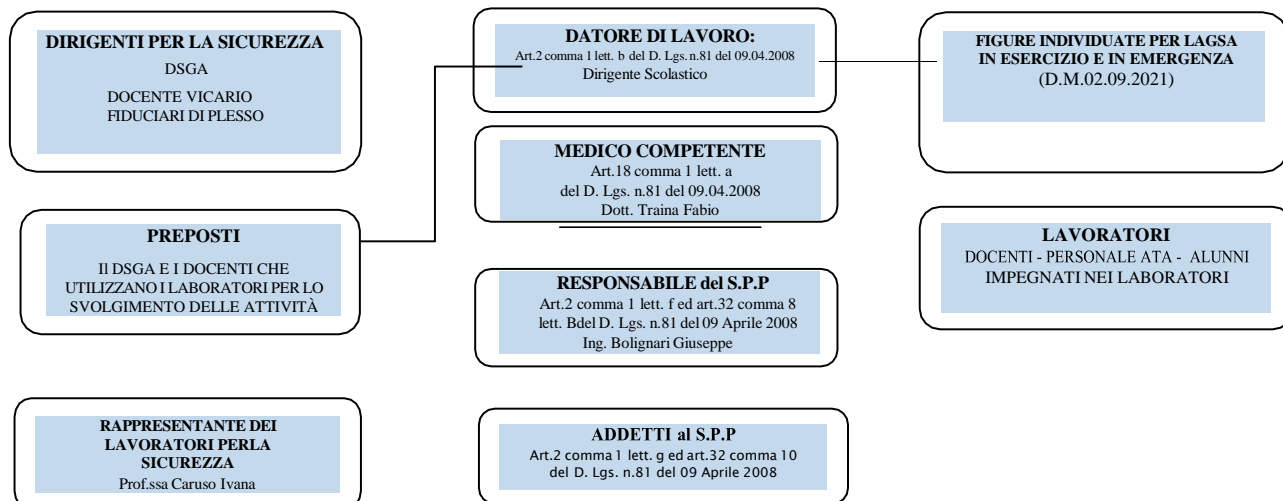 DIRIGENTI PER LA SICUREZZA
DSGA
DOCENTE VICARIO
FIDUCIARI DI PLESSO
DATORE DI LAVORO:
Art.2 comma 1 lett. b del D. Lgs. n.81 del 09.04.2008
Dirigente Scolastico
FIGURE INDIVIDUATE PER LAGSA
IN ESERCIZIO E IN EMERGENZA
(D.M.02.09.2021)
MEDICO COMPETENTE
Art.18 comma 1 lett. a
del D. Lgs. n.81 del 09.04.2008
Dott. Traina Fabio
PREPOSTI
Il DSGA E I DOCENTI CHE
UTILIZZANO I LABORATORI PER LO
SVOLGIMENTO DELLE ATTIVITÀ
LAVORATORI
DOCENTI - PERSONALE ATA - ALUNNI
IMPEGNATI NEI LABORATORI
RESPONSABILE del S.P.P
Art.2 comma 1 lett. f ed art.32 comma 8
lett. Bdel D. Lgs. n.81 del 09 Aprile 2008
Ing. Bolignari Giuseppe
RAPPRESENTANTE DEI
LAVORATORI PERLA
SICUREZZA
Prof.ssa Caruso Ivana
ADDETTI al S.P.P
Art.2 comma 1 lett. g ed art.32 comma 10
del D. Lgs. n.81 del 09 Aprile 2008